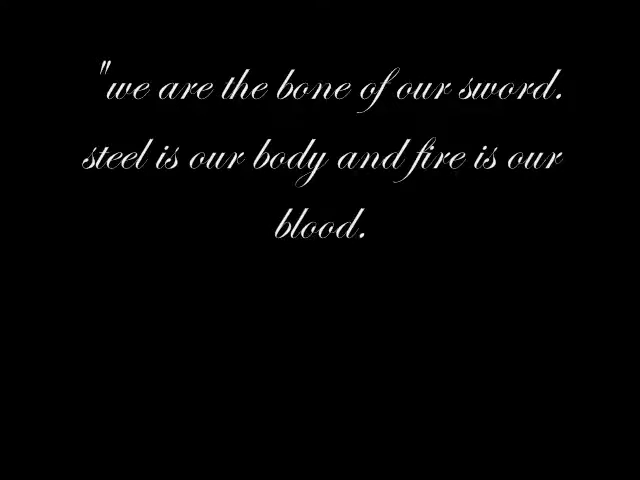 "we are the bone of our sword.
steel is our body and fire is our
blood.